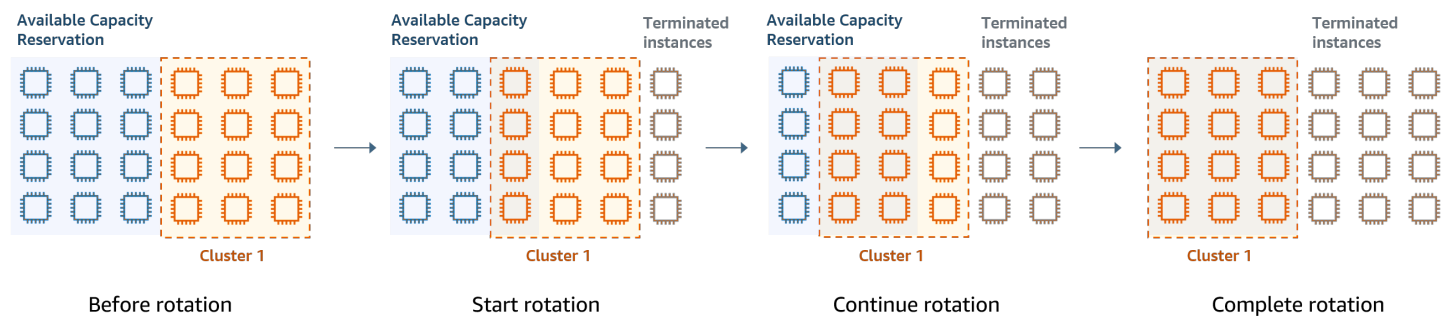 Available Capacity
Reservation
Cluster 1
Before rotation
Available Capacity
Reservation
Terminated
instances
Cluster 1
Start rotation
Available Capacity
Reservation
Terminated
instances
Cluster 1
Continue rotation
Terminated
instances
Cluster 1
Complete rotation